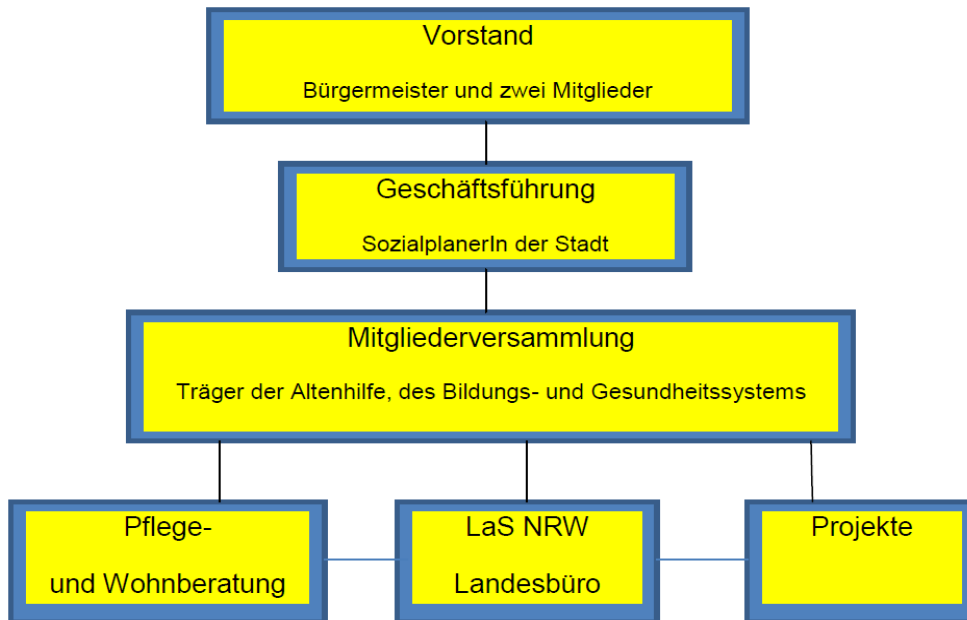 Vorstand
Bürgermeister und zwei Mitglieder
Geschäftsführung
SozialplanerIn der Stadt
Mitgliederversammlung
Träger der Altenhilfe, des Bildungs- und Gesundheitssystems
Pflege-
und Wohnberatung
LaS NRW
Landesbüro
Projekte